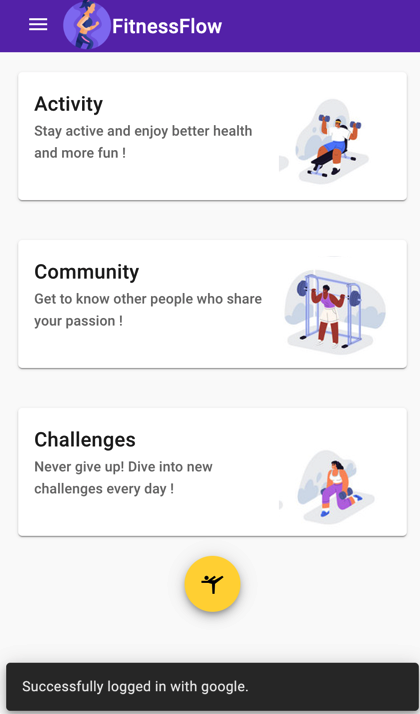 FitnessFlow
Activity
Stay active and enjoy better health
and more fun !
Community
Get to know other people who share
your passion !
Challenges
Never give up! Dive into new
challenges every day !
Successfully logged in with google.